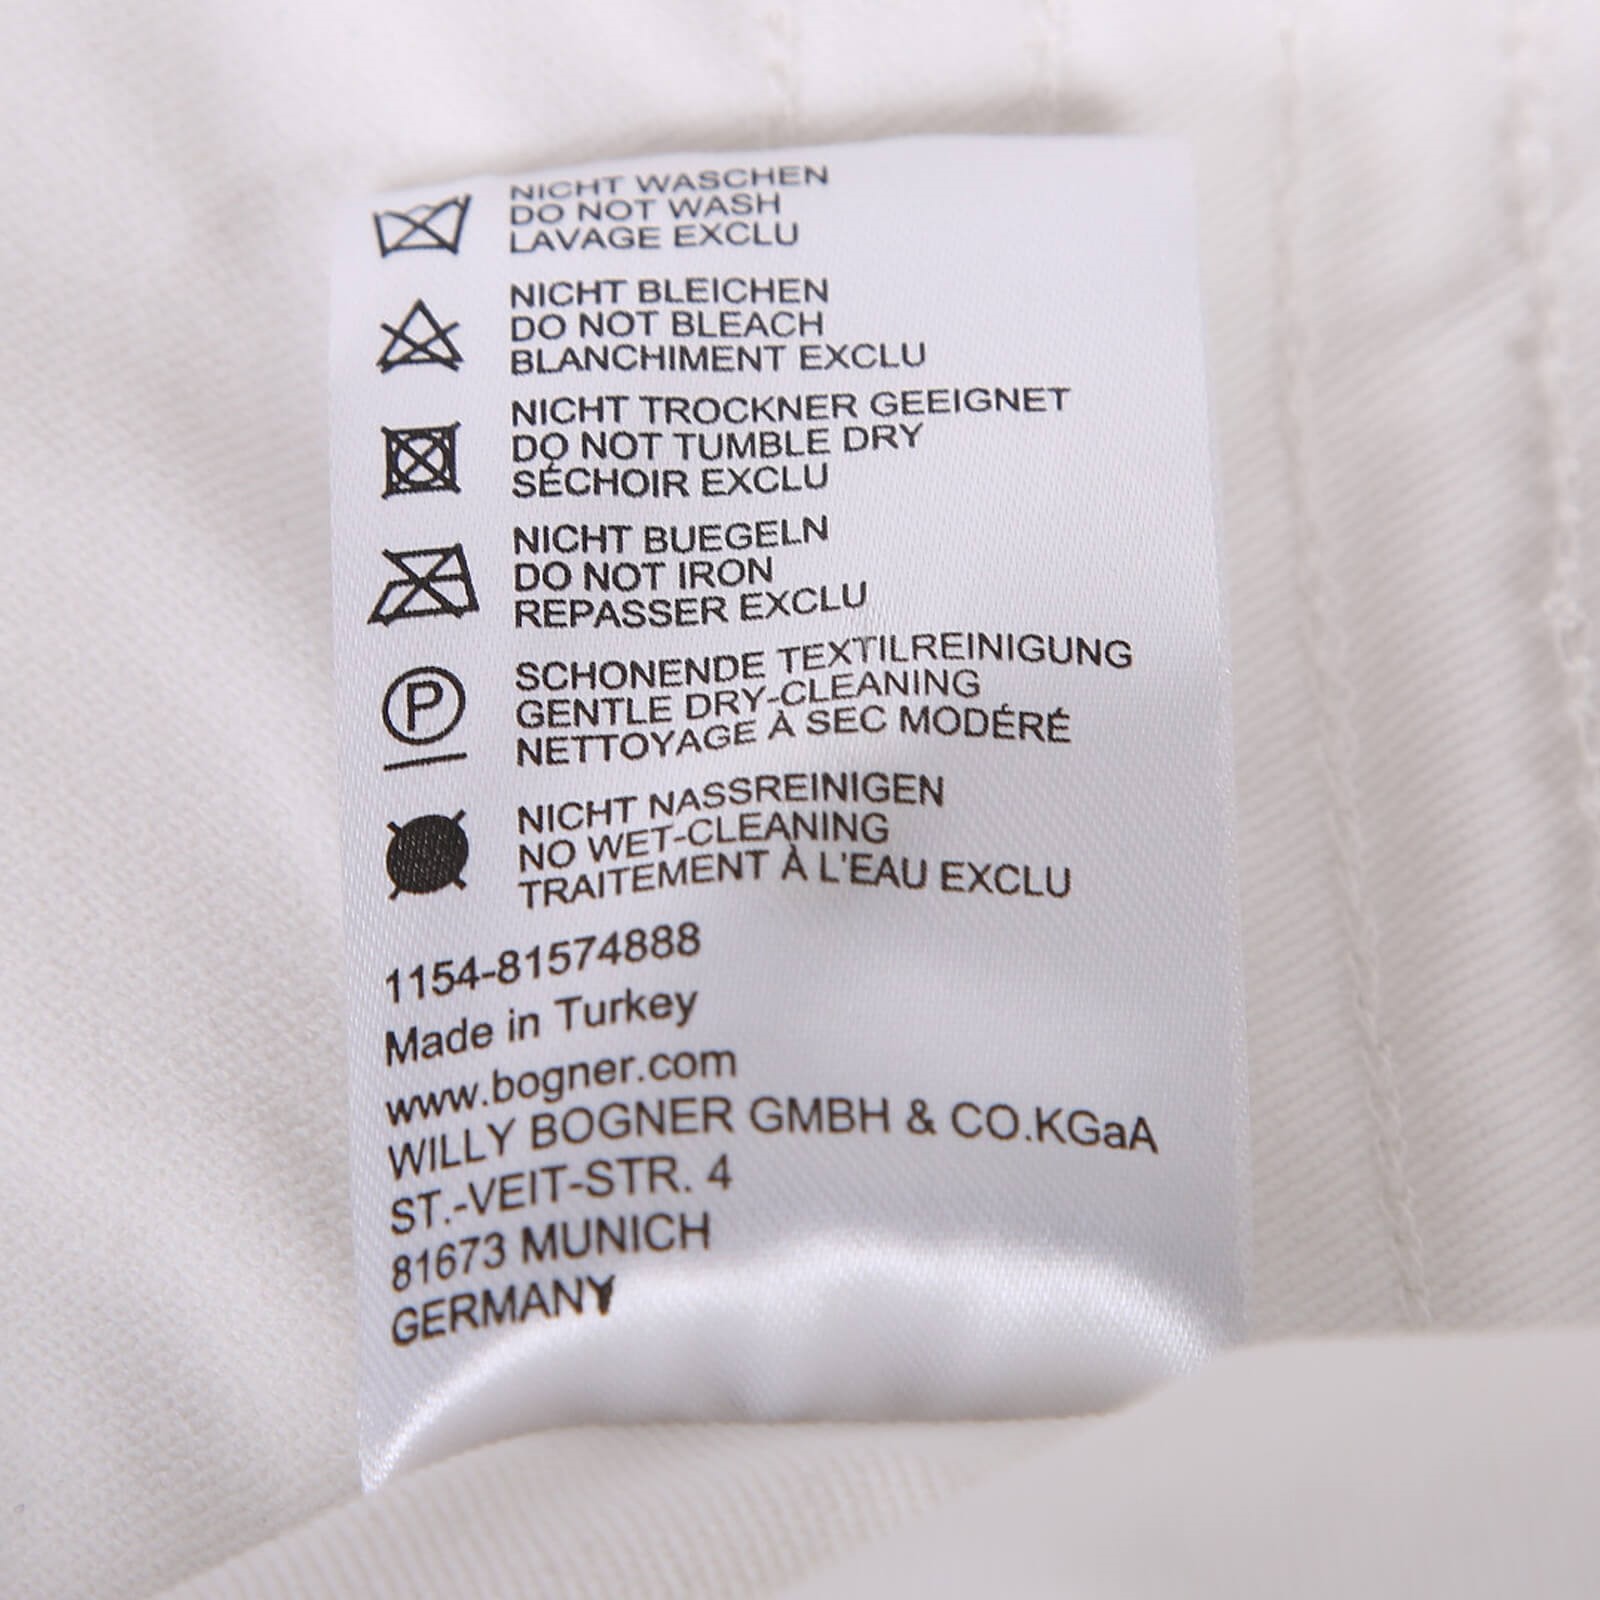 NICHT WASCHEN
DO NOT WASH
LAVAGE EXCLU
NICHT BLEICHEN
DO NOT BLEACH
BLANCHIMENT EXCLU
NICHT TROCKNER GEEIGNET
DO NOT TUMBLE DRY
SÉCHOIR EXCLU
NICHT BUEGELN
DO NOT IRON
REPASSER EXCLU
P
SCHONENDE TEXTILREINIGUNG
GENTLE DRY-CLEANING
NETTOYAGE À SEC MODÉRÉ
NICHT NASSREINIGEN
NO WET-CLEANING
TRAITEMENT À L'EAU EXCLU
1154-81574888
Made in Turkey
www.bogner.com
WILLY BOGNER GMBH & CO.KGaA
ST.-VEIT-STR. 4
81673 MUNICH
GERMANY